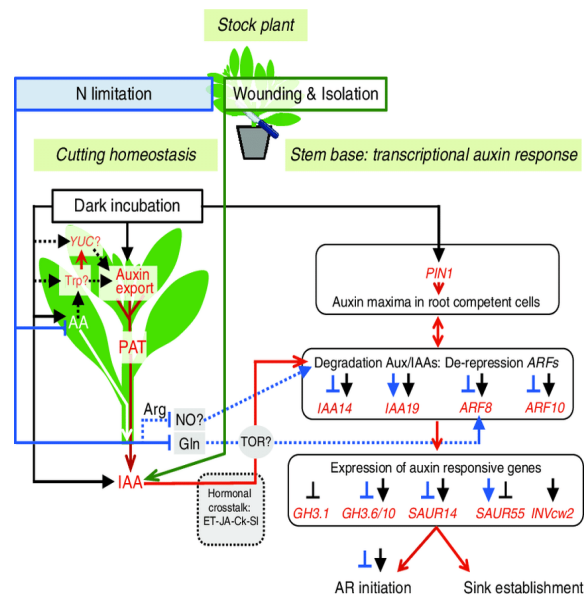 Stock plant
N limitation
Wounding & Isolation
Cutting homeostasis
Stem base: transcriptional auxin response
Dark incubation
YUC?
Trp?
Auxin
export
AA
PAT
PIN1
Auxin maxima in root competent cells
Degradation Aux/IAAs: De-repression ARFs
IAA14 IAA19 ARF8 ARF10
Arg
NO?
Gln
TOR?
IAA
Hormonal
crosstalk:
ET-JA-Ck-Sl
Expression of auxin responsive genes
GH3.1 GH3.6/10 SAUR14 SAUR55 INVcw2
AR initiation
Sink establishment